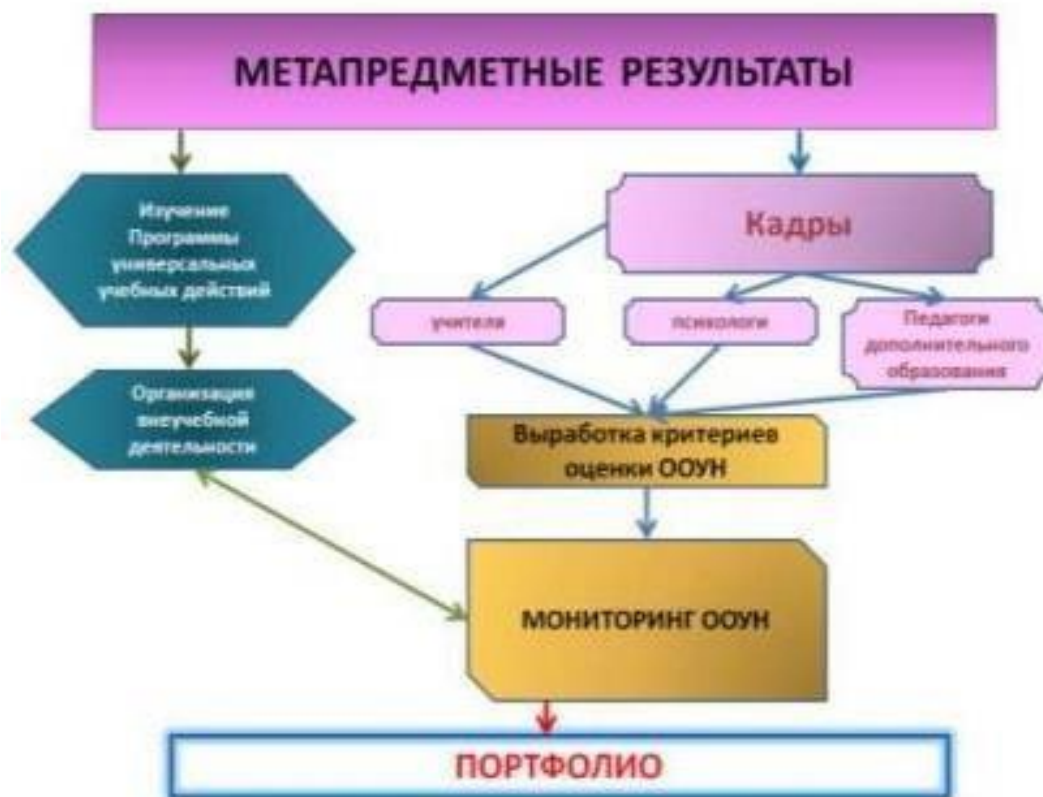 МЕТАПРЕДМЕТНЫЕ РЕЗУЛЬТАТЫ
Изучение
Программы
универсальных
учебных действий
Кадры
учителя
психологи
Педагоги
дополнительного
образования
Организация
внеучебной
деятельности
Выработка критериев
оценки ООУН
МОНИТОРИНГ ООУН
ПОРТФОЛИО